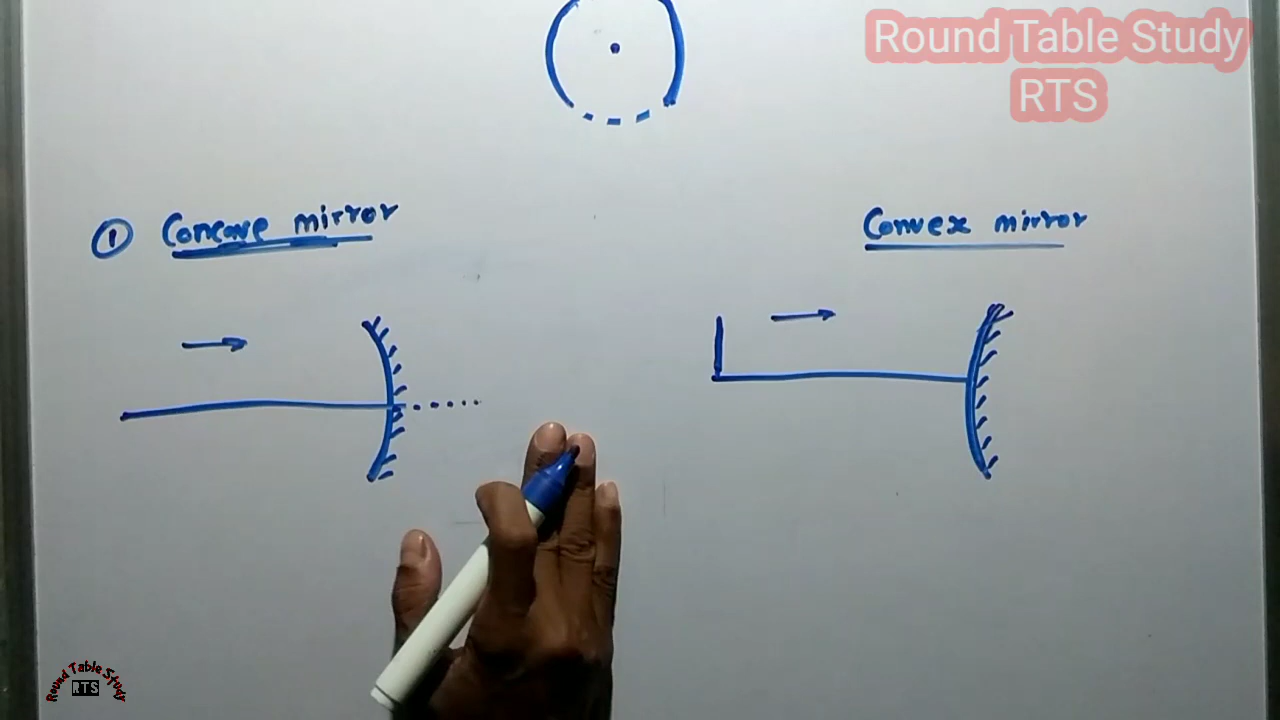 Round Table Study
RTS
① Concave mirror
Convex mirror
Round Table Study
RTS